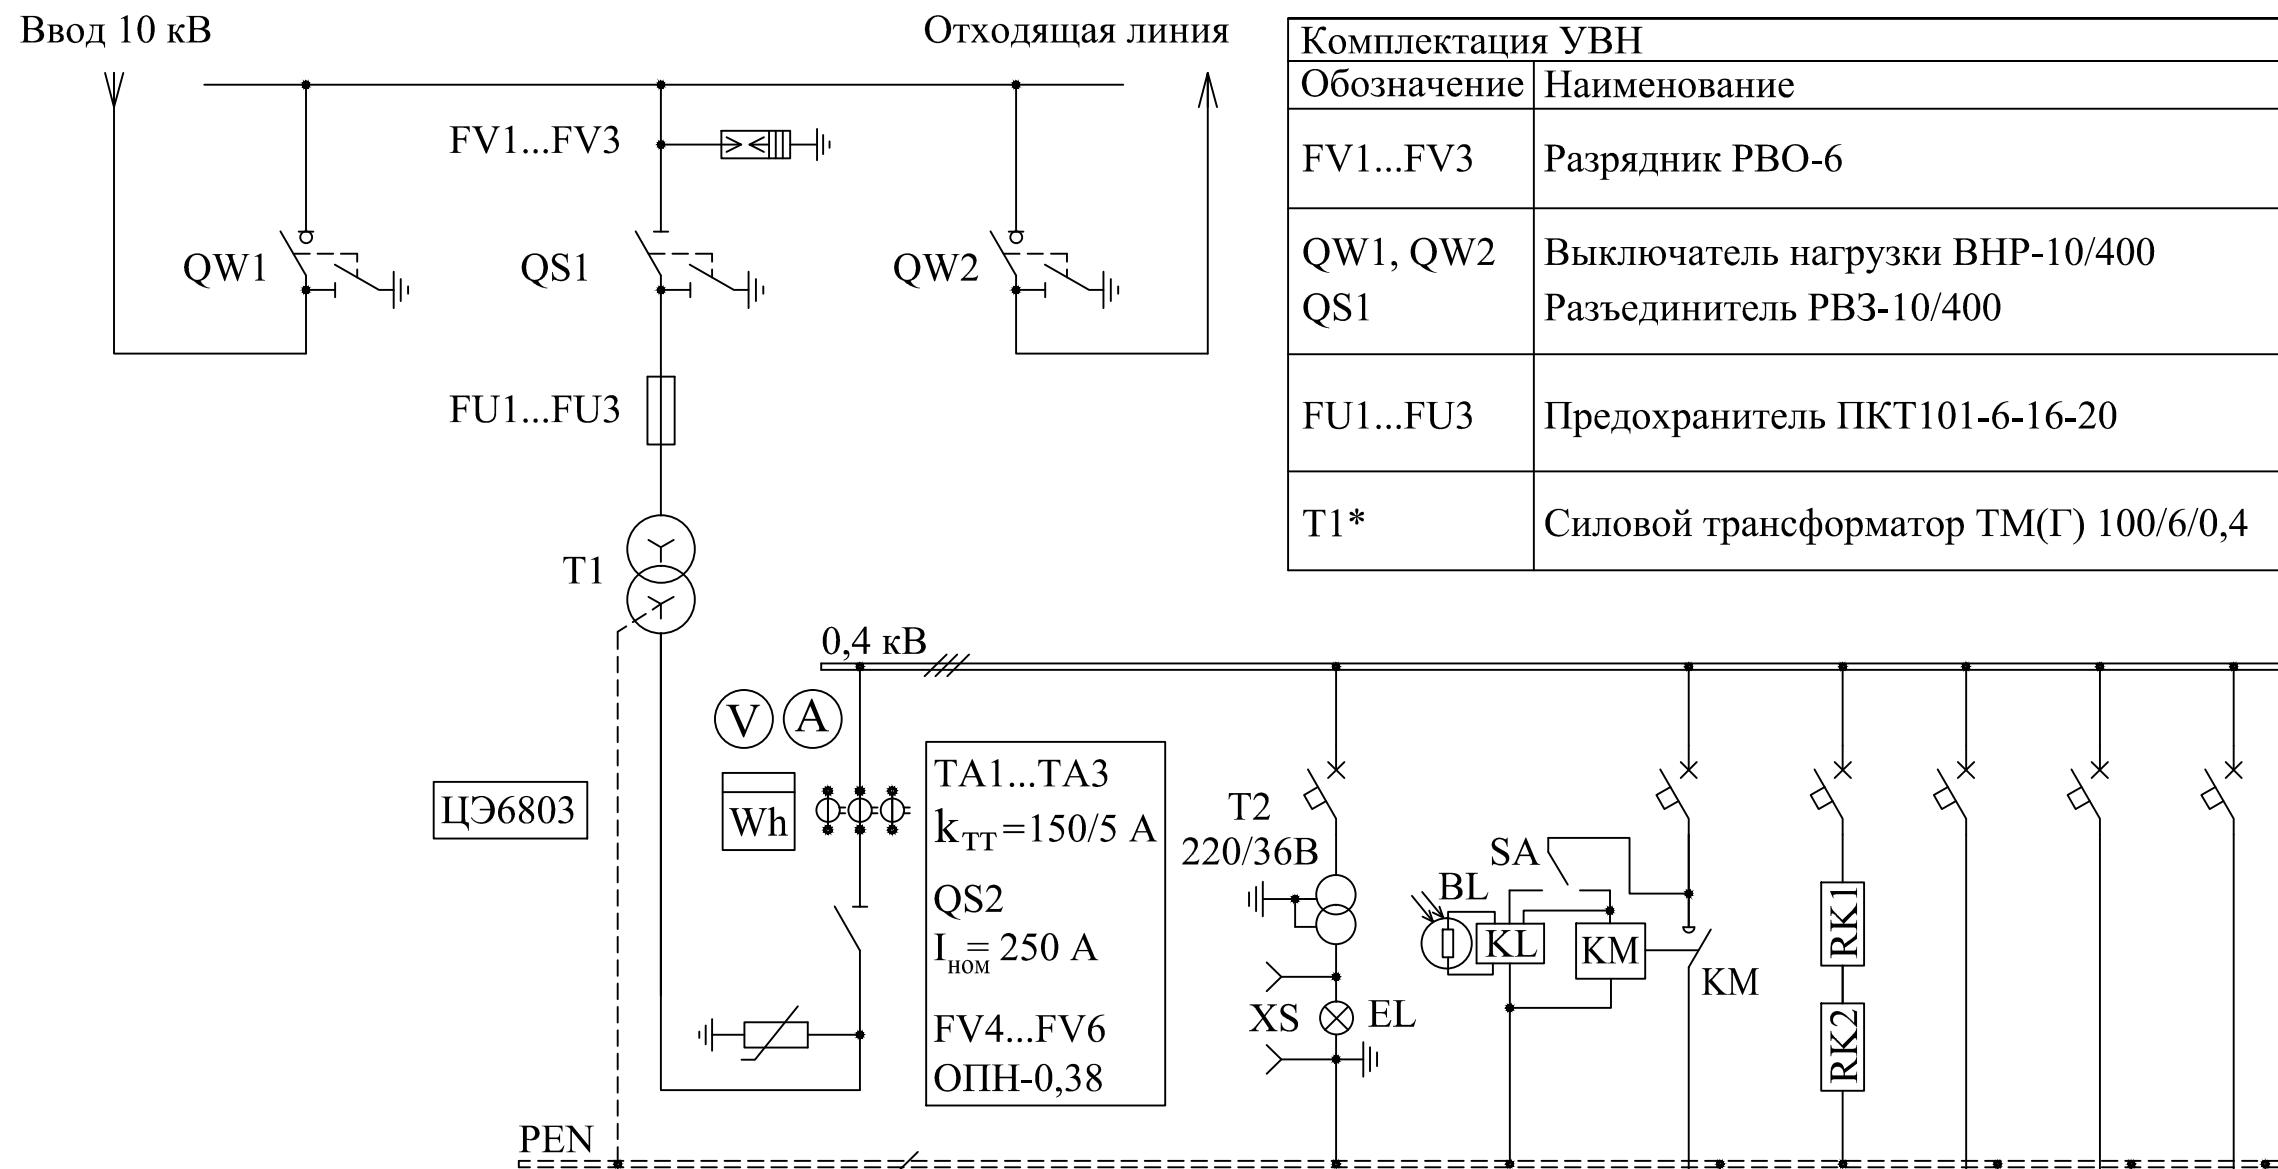 Ввод 10 кВ
Отходящая линия
FV1...FV3
QW1
QS1
QW2
FU1...FU3
T1
Комплектация УВН
Обозначение Наименование
FV1...FV3 Разрядник РВО-6
QW1, QW2 Выключатель нагрузки ВНР-10/400
QS1 Разъединитель РВЗ-10/400
FU1...FU3 Предохранитель ПКТ101-6-16-20
T1* Силовой трансформатор ТМ(Г) 100/6/0,4
0,4 кВ
V
A
ЦЭ6803
Wh
TA1...TA3
kТТ=150/5 А
QS2
Iном= 250 А
FV4...FV6
ОПН-0,38
T2
220/36В
XS
EL
SA
BL
KL
KM
KM
RK1
RK2
PEN